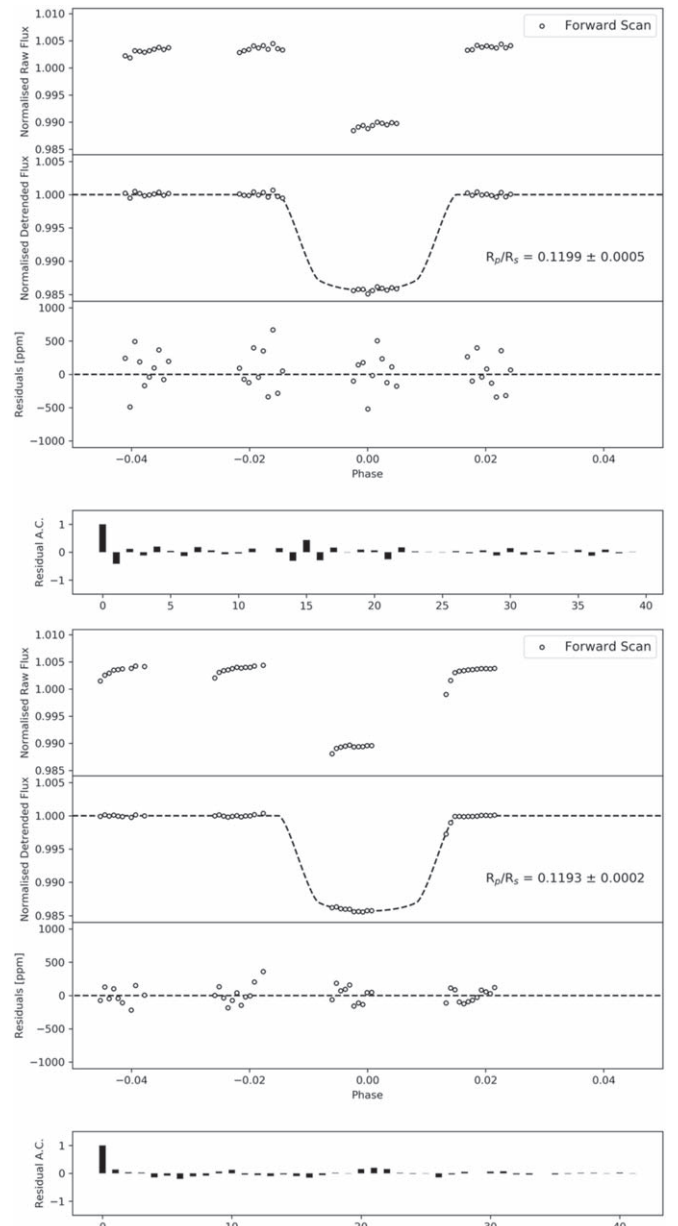 1.010
1.005
1.000
0.995
0.990
0.985
Normalised Raw Flux
Forward Scan
1.005
1.000
0.995
0.990
0.985
Normalised Detrended Flux
Rp/Rs = 0.1199 ± 0.0005
1000
500
0
−500
−1000
Residuals [ppm]
−0.04 −0.02 0.00 0.02 0.04
Phase
1
0
−1
Residual A.C.
0 5 10 15 20 25 30 35 40
1.010
1.005
1.000
0.995
0.990
0.985
Normalised Raw Flux
Forward Scan
1.005
1.000
0.995
0.990
0.985
Normalised Detrended Flux
Rp/Rs = 0.1193 ± 0.0002
1000
500
0
−500
−1000
Residuals [ppm]
−0.04 −0.02 0.00 0.02 0.04
Phase
1
0
−1
Residual A.C.
0 10 20 30 40